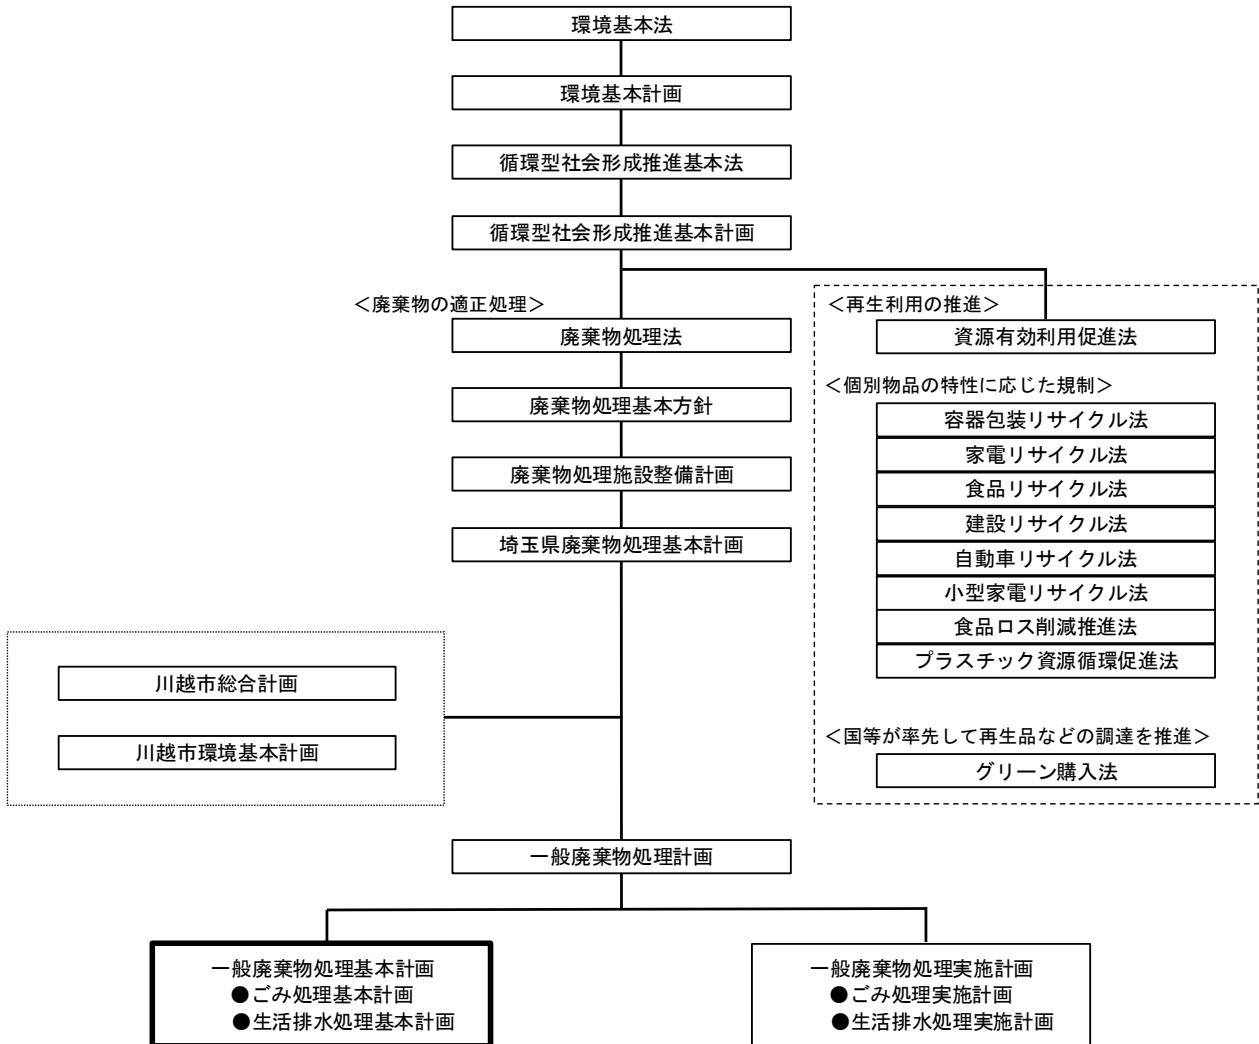 環境基本法
環境基本計画
循環型社会形成推進基本法
循環型社会形成推進基本計画
＜廃棄物の適正処理＞
廃棄物処理法
廃棄物処理基本方針
廃棄物処理施設整備計画
埼玉県廃棄物処理基本計画
＜再生利用の推進＞
資源有効利用促進法
＜個別物品の特性に応じた規制＞
容器包装リサイクル法
家電リサイクル法
食品リサイクル法
建設リサイクル法
自動車リサイクル法
小型家電リサイクル法
食品ロス削減推進法
プラスチック資源循環促進法
＜国等が率先して再生品などの調達を推進＞
グリーン購入法
川越市総合計画
川越市環境基本計画
一般廃棄物処理計画
一般廃棄物処理基本計画
●ごみ処理基本計画
●生活排水処理基本計画
一般廃棄物処理実施計画
●ごみ処理実施計画
●生活排水処理実施計画